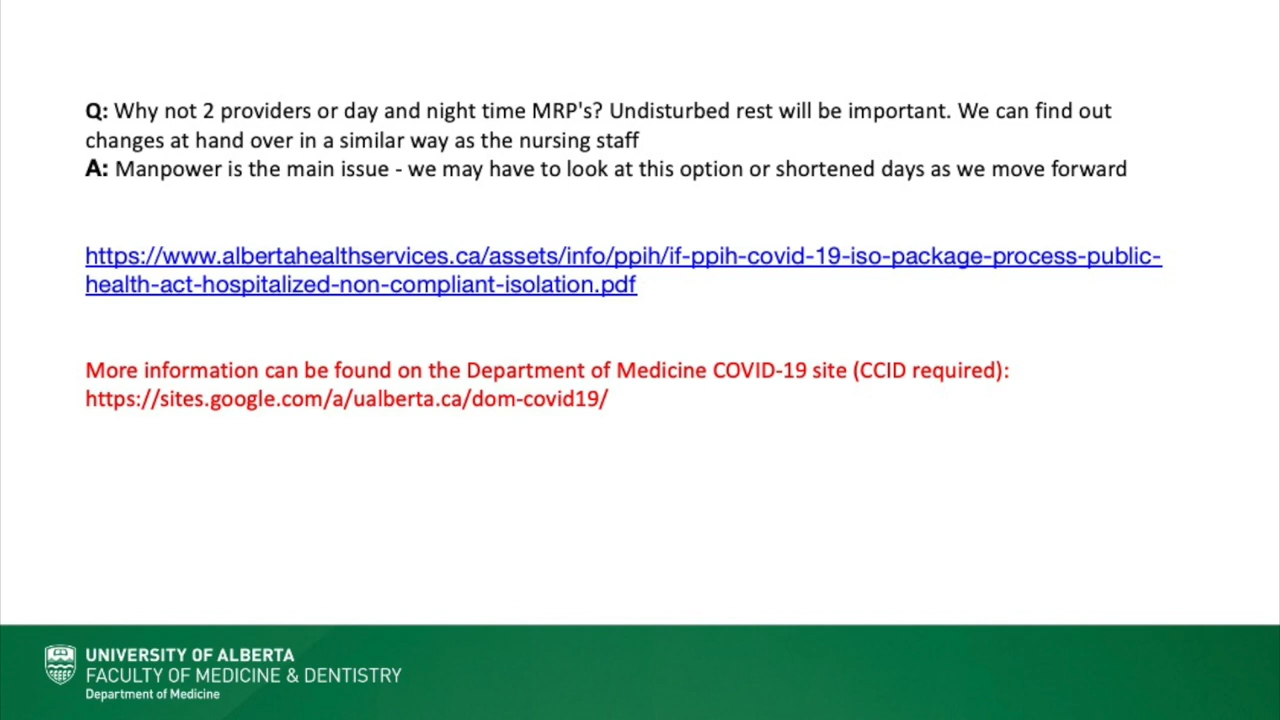 Q: Why not 2 providers or day and night time MRP's? Undisturbed rest will be important. We can find out
changes at hand over in a similar way as the nursing staff
A: Manpower is the main issue - we may have to look at this option or shortened days as we move forward
https://www.albertahealthservices.ca/assets/info/ppih/if-ppih-covid-19-iso-package-process-public-
health-act-hospitalized-non-compliant-isolation.pdf
More information can be found on the Department of Medicine COVID-19 site (CCID required):
https://sites.google.com/a/ualberta.ca/dom-covid19/
UNIVERSITY OF ALBERTA
FACULTY OF MEDICINE & DENTISTRY
Department of Medicine